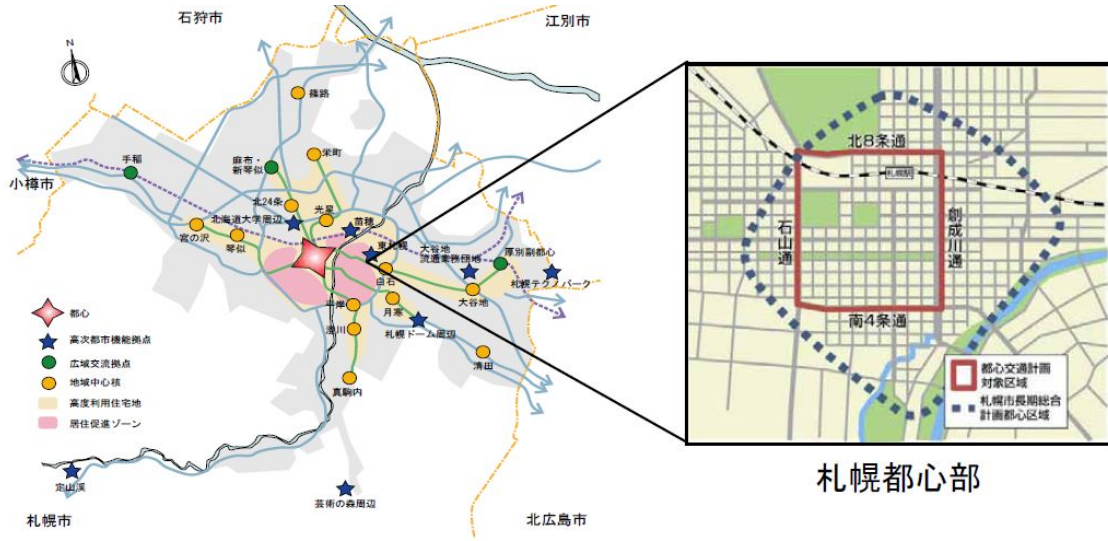 石狩市
江別市
N
篠路
手稲
麻布・
新琴似
栄町
小樽市
北24条
光星
北海道大学周辺
苗穂
宮の沢
琴似
東札幌
大谷地
流通業務団地
厚別副都心
札幌テクノパーク
白石
大谷地
平岸
月寒
札幌ドーム周辺
澄川
清田
真駒内
都心
高次都市機能拠点
広域交流拠点
地域中心核
高度利用住宅地
居住促進ゾーン
定山渓
芸術の森周辺
札幌市
北広島市
北8条通
札幌駅
石山通
創成川通
南4条通
都心交通計画
対象区域
札幌市長期総合
計画都心区域
札幌都心部